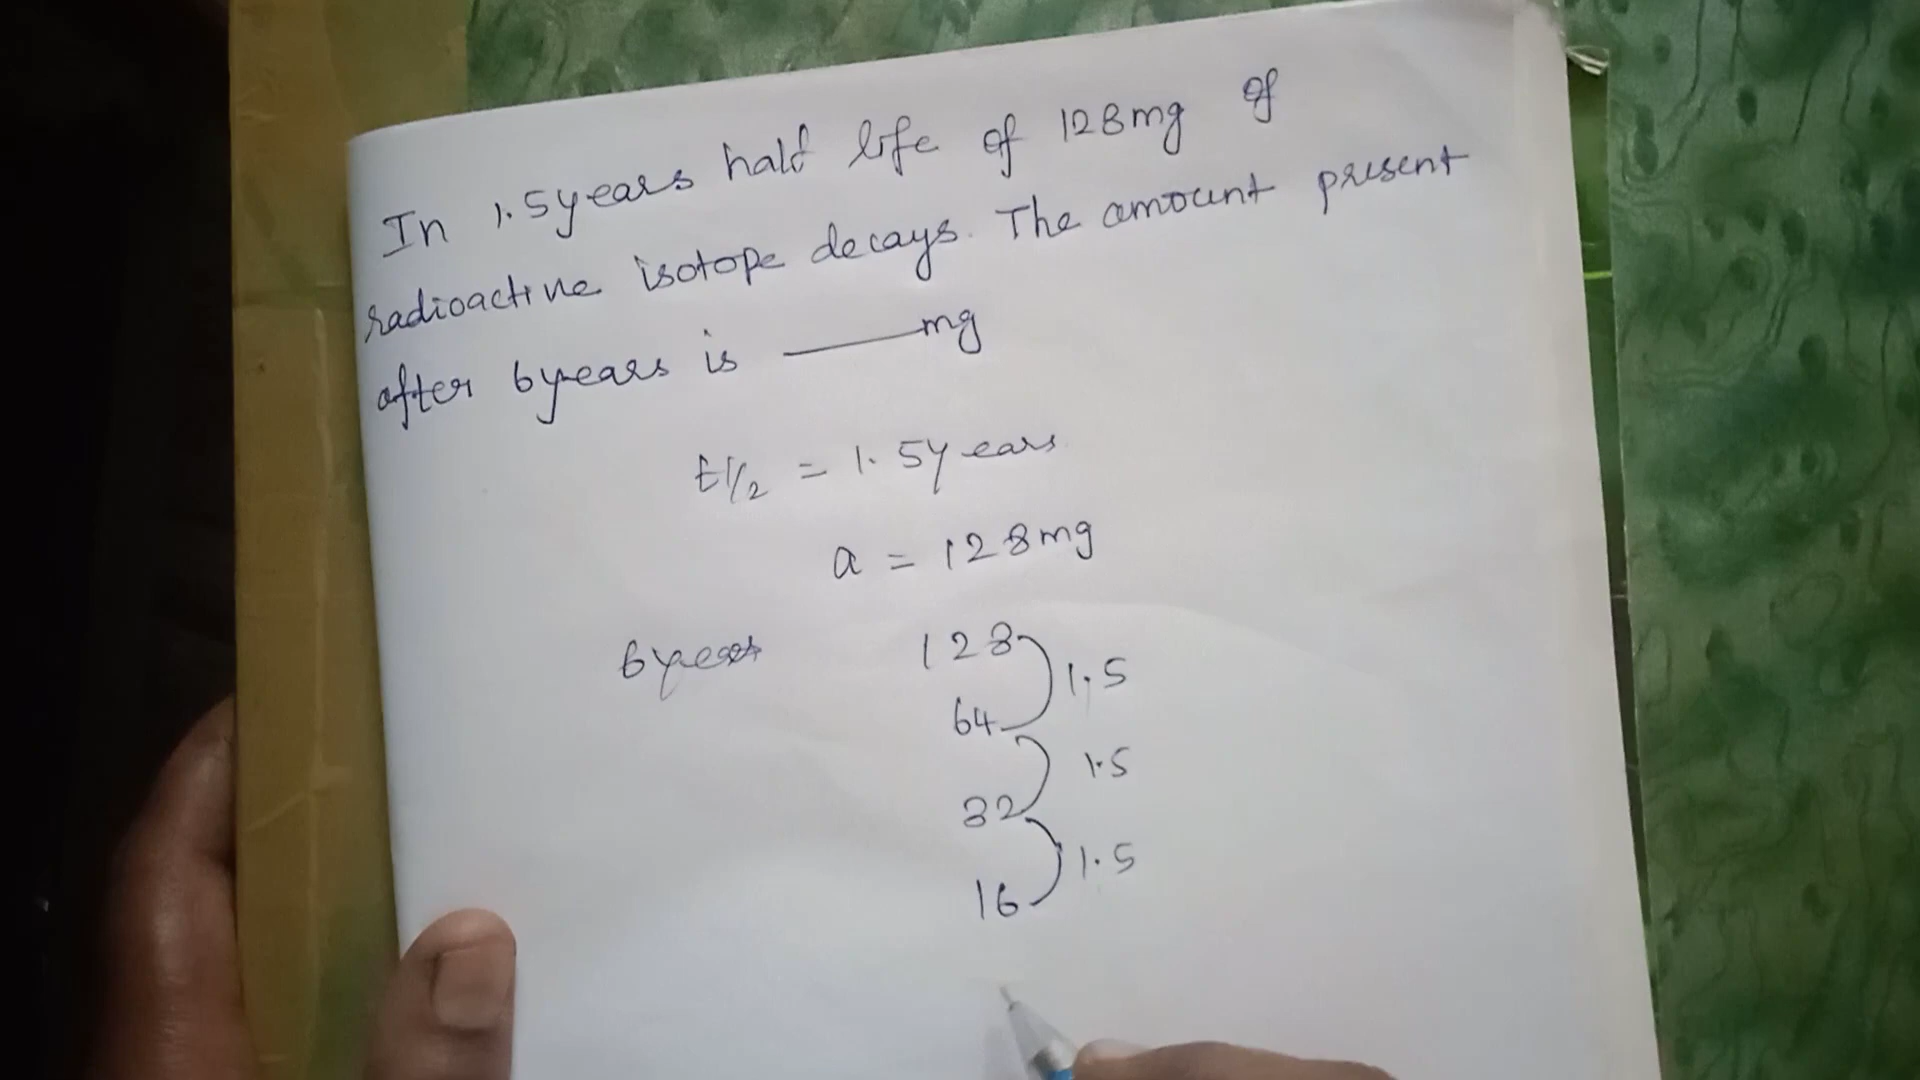 In 1.5years half life of 128mg of
radioactive isotope decays. The amount present
after 6years is ——mg
t1/2 = 1.5years
a = 128mg
6years 128
1.5
64
1.5
32
1.5
16